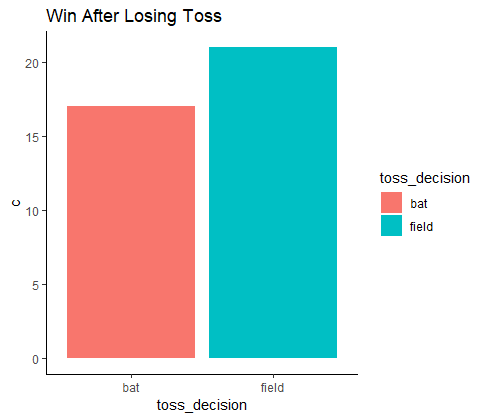 Win After Losing Toss
c
20
15
10
5
0
bat
field
toss_decision
toss_decision
bat
field